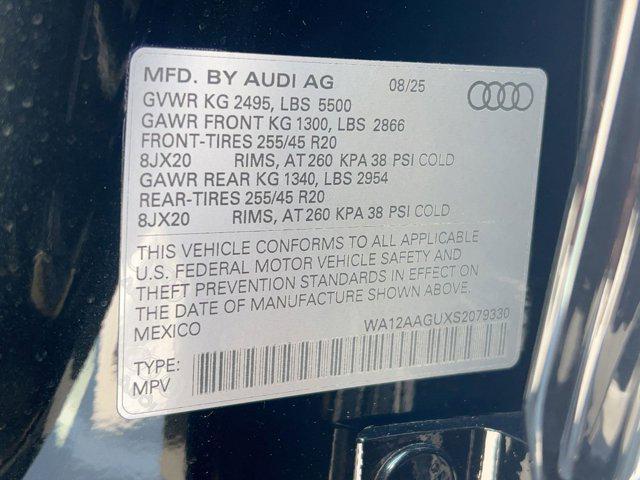 MFD. BY AUDI AG 08/25
GVWR KG 2495, LBS 5500
GAWR FRONT KG 1300, LBS 2866
FRONT-TIRES 255/45 R20
8JX20 RIMS, AT 260 KPA 38 PSI COLD
GAWR REAR KG 1340, LBS 2954
REAR-TIRES 255/45 R20
8JX20 RIMS, AT 260 KPA 38 PSI COLD
THIS VEHICLE CONFORMS TO ALL APPLICABLE
U.S. FEDERAL MOTOR VEHICLE SAFETY AND
THEFT PREVENTION STANDARDS IN EFFECT ON
THE DATE OF MANUFACTURE SHOWN ABOVE.
MEXICO WA12AAGUXS2079330
TYPE:
MPV